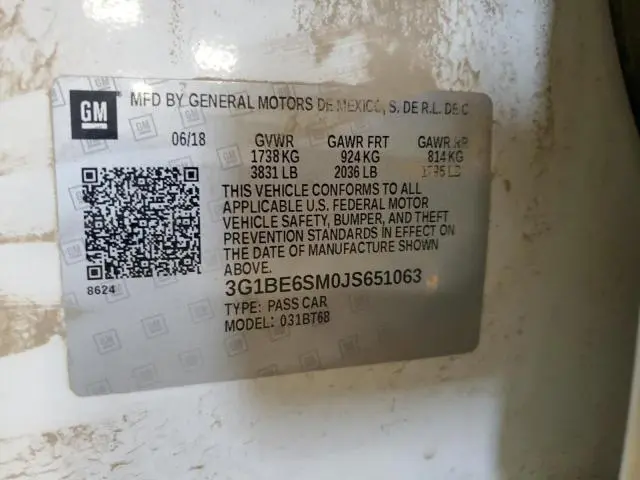 GM
MFD BY GENERAL MOTORS DE MEXICO, S. DE R.L. DE C
06/18 GVWR GAWR FRT GAWR RR
1738 KG 924 KG 814 KG
3831 LB 2036 LB 1795 LB
THIS VEHICLE CONFORMS TO ALL
APPLICABLE U.S. FEDERAL MOTOR
VEHICLE SAFETY, BUMPER, AND THEFT
PREVENTION STANDARDS IN EFFECT ON
THE DATE OF MANUFACTURE SHOWN
ABOVE.
8624
3G1BE6SM0JS651063
TYPE: PASS CAR
MODEL: 031BT68